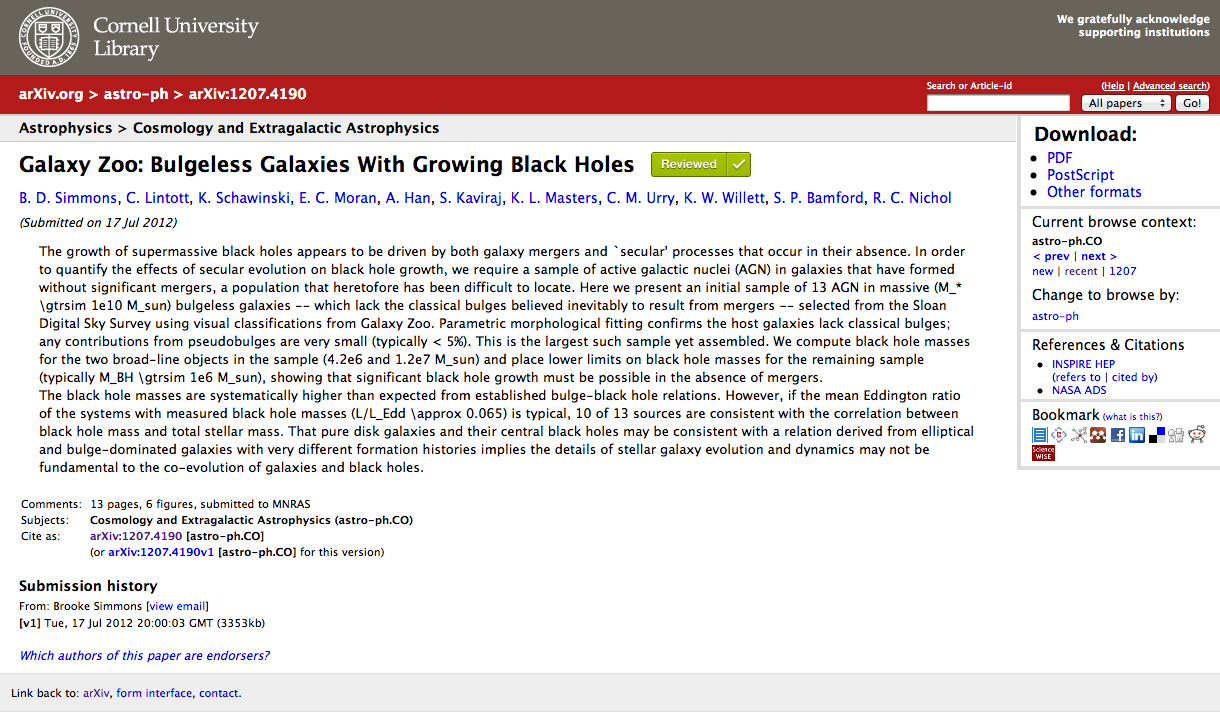 Cornell University
Library
We gratefully acknowledge
supporting institutions
arXiv.org > astro-ph > arXiv:1207.4190
Search or Article-id
(Help | Advanced search)
All papers
Go!
Astrophysics > Cosmology and Extragalactic Astrophysics
Galaxy Zoo: Bulgeless Galaxies With Growing Black Holes
Reviewed
B. D. Simmons, C. Lintott, K. Schawinski, E. C. Moran, A. Han, S. Kaviraj, K. L. Masters, C. M. Urry, K. W. Willett, S. P. Bamford, R. C. Nichol
(Submitted on 17 Jul 2012)
The growth of supermassive black holes appears to be driven by both galaxy mergers and `secular' processes that occur in their absence. In order
to quantify the effects of secular evolution on black hole growth, we require a sample of active galactic nuclei (AGN) in galaxies that have formed
without significant mergers, a population that heretofore has been difficult to locate. Here we present an initial sample of 13 AGN in massive (M_*
\gtrsim 1e10 M_sun) bulgeless galaxies -- which lack the classical bulges believed inevitably to result from mergers -- selected from the Sloan
Digital Sky Survey using visual classifications from Galaxy Zoo. Parametric morphological fitting confirms the host galaxies lack classical bulges;
any contributions from pseudobulges are very small (typically < 5%). This is the largest such sample yet assembled. We compute black hole masses
for the two broad-line objects in the sample (4.2e6 and 1.2e7 M_sun) and place lower limits on black hole masses for the remaining sample
(typically M_BH \gtrsim 1e6 M_sun), showing that significant black hole growth must be possible in the absence of mergers.
The black hole masses are systematically higher than expected from established bulge-black hole relations. However, if the mean Eddington ratio
of the systems with measured black hole masses (L/L_Edd \approx 0.065) is typical, 10 of 13 sources are consistent with the correlation between
black hole mass and total stellar mass. That pure disk galaxies and their central black holes may be consistent with a relation derived from elliptical
and bulge-dominated galaxies with very different formation histories implies the details of stellar galaxy evolution and dynamics may not be
fundamental to the co-evolution of galaxies and black holes.
Comments: 13 pages, 6 figures, submitted to MNRAS
Subjects: Cosmology and Extragalactic Astrophysics (astro-ph.CO)
Cite as: arXiv:1207.4190 [astro-ph.CO]
(or arXiv:1207.4190v1 [astro-ph.CO] for this version)
Submission history
From: Brooke Simmons [view email]
[v1] Tue, 17 Jul 2012 20:00:03 GMT (3353kb)
Which authors of this paper are endorsers?
Link back to: arXiv, form interface, contact.
Download:
PDF
PostScript
Other formats
Current browse context:
astro-ph.CO
< prev | next >
new | recent | 1207
Change to browse by:
astro-ph
References & Citations
INSPIRE HEP
(refers to | cited by)
NASA ADS
Bookmark (what is this?)
Science
WISE